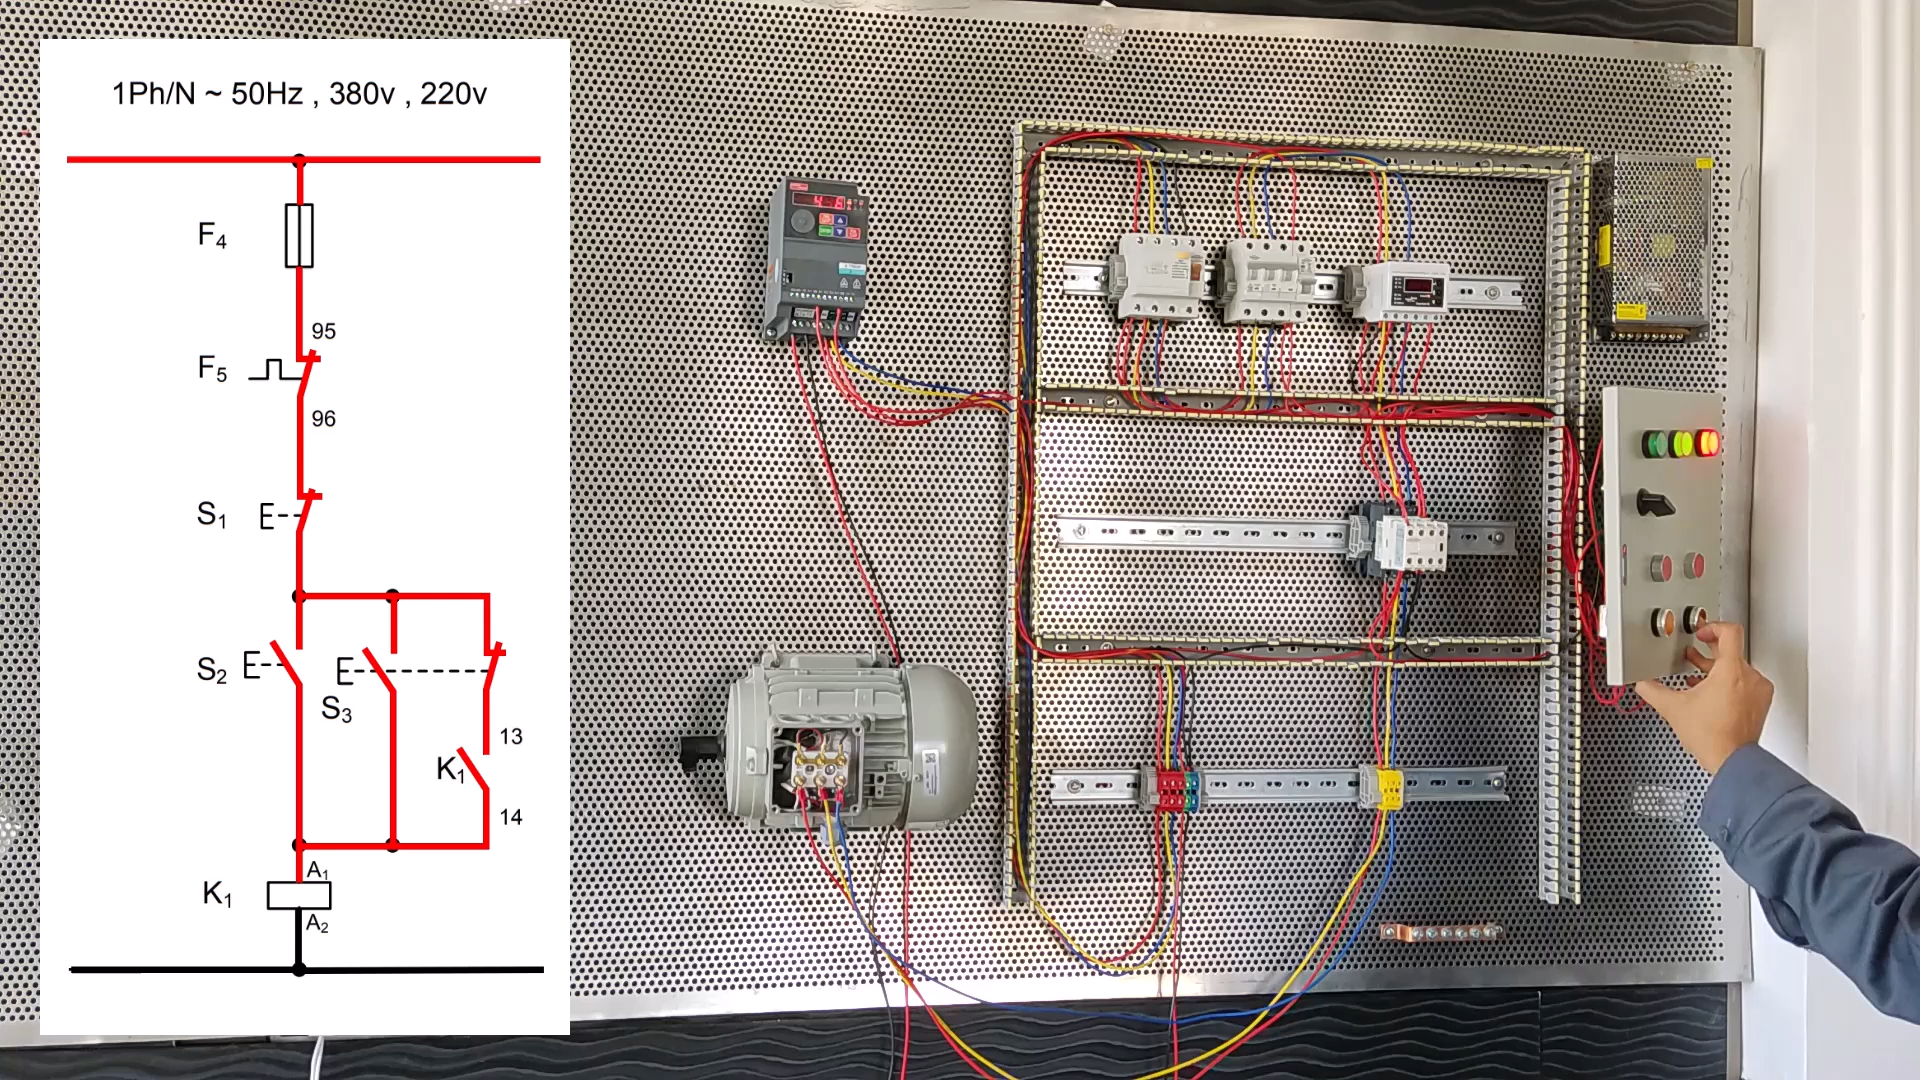 1Ph/N ~ 50Hz , 380v , 220v
F4
95
F5
96
S1
S2
S3
13
K1
14
A1
K1
A2